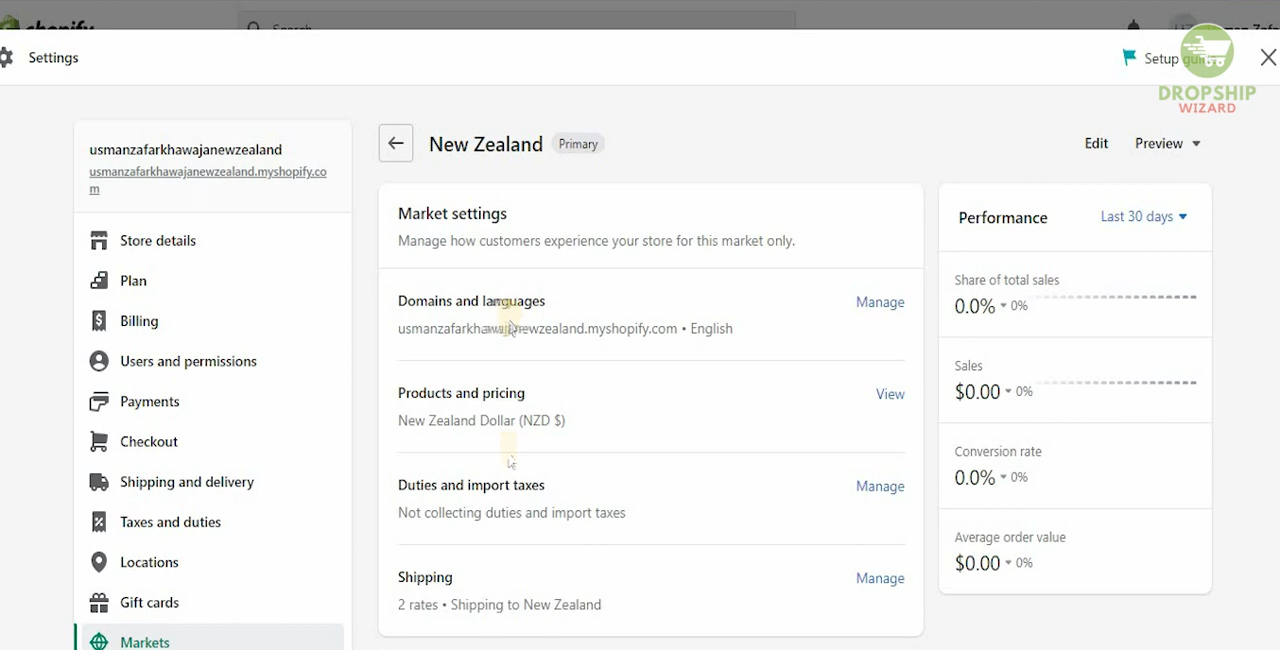 shopify
Search
Settings
Setup
DROPSHIP
WIZARD
usmanzafarkhawajanewzealand
usmanzafarkhawajanewzealand.myshopify.co
m
Store details
Plan
Billing
Users and permissions
Payments
Checkout
Shipping and delivery
Taxes and duties
Locations
Gift cards
Markets
New Zealand
Primary
Edit
Preview
Market settings
Manage how customers experience your store for this market only.
Domains and languages
Manage
usmanzafarkhawajanewzealand.myshopify.com • English
Products and pricing
View
New Zealand Dollar (NZD $)
Duties and import taxes
Manage
Not collecting duties and import taxes
Shipping
Manage
2 rates • Shipping to New Zealand
Performance
Last 30 days
Share of total sales
0.0% 0%
Sales
$0.00 0%
Conversion rate
0.0% 0%
Average order value
$0.00 0%